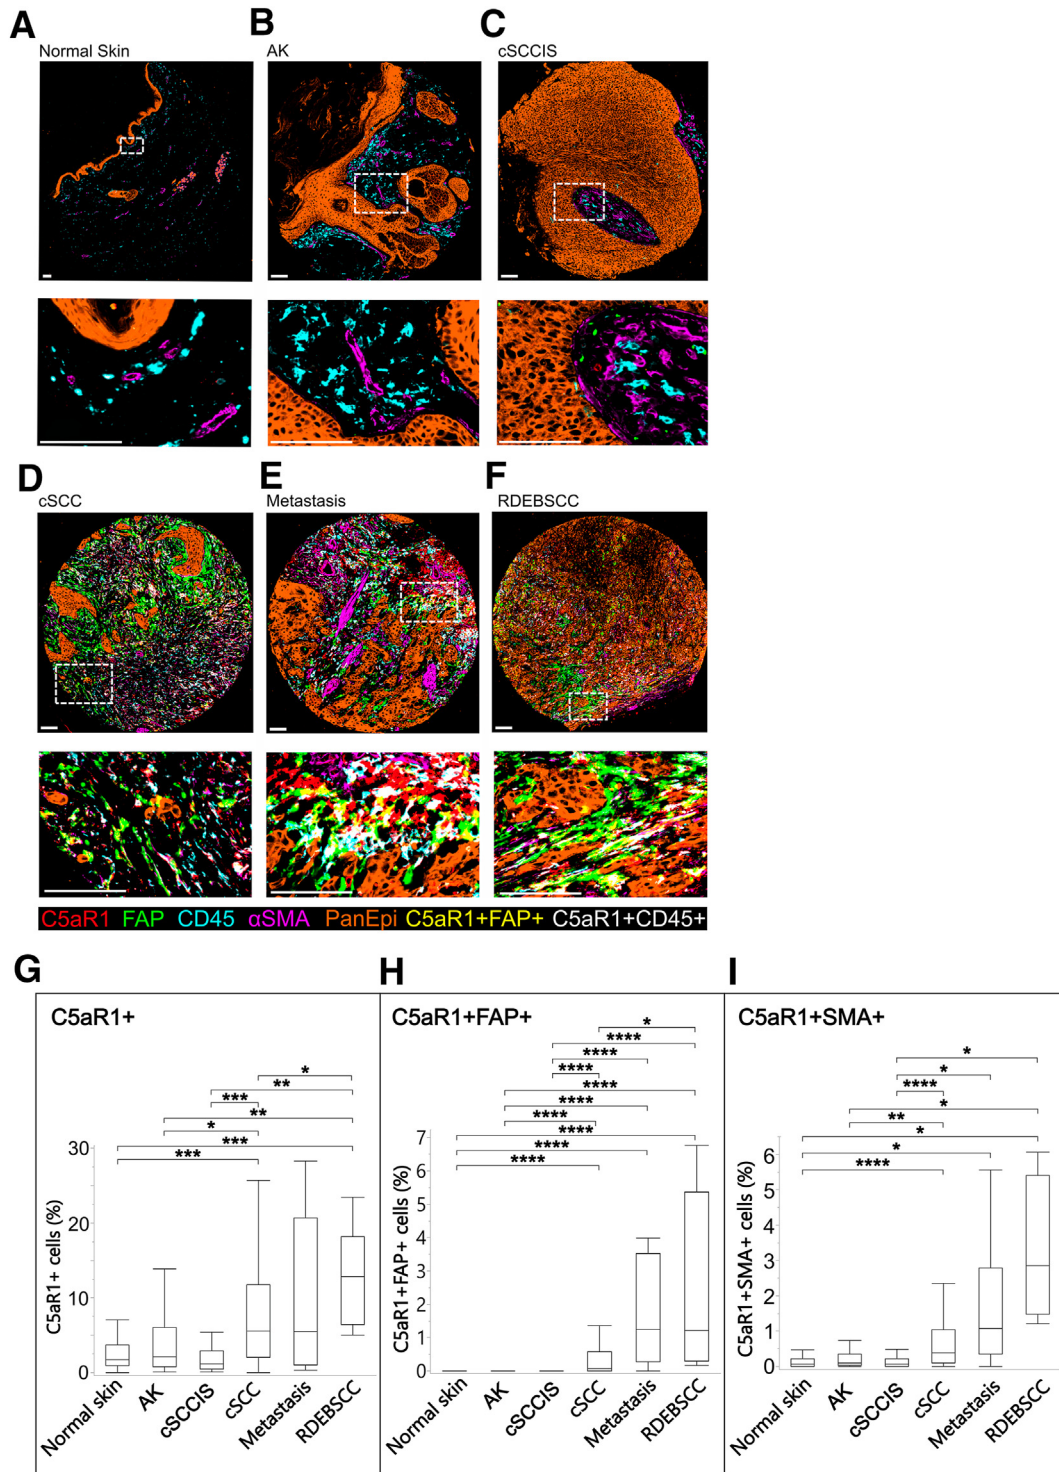 A
B
C
Normal Skin
AK
cSCCIS
D
E
F
cSCC
Metastasis
RDEBSCC
C5aR1 FAP CD45 αSMA PanEpi C5aR1+FAP+ C5aR1+CD45+
G
H
I
C5aR1+
*
**
***
**
*
***
***
30
20
10
0
C5aR1+ cells (%)
Normal skin
AK
cSCCIS
cSCC
Metastasis
RDEBSCC
C5aR1+FAP+
*
****
****
****
****
****
****
****
****
****
7
6
5
4
3
2
1
0
C5aR1+FAP+ cells (%)
Normal skin
AK
cSCCIS
cSCC
Metastasis
RDEBSCC
C5aR1+SMA+
*
*
****
*
**
*
*
****
6
5
4
3
2
1
0
C5aR1+SMA+ cells (%)
Normal skin
AK
cSCCIS
cSCC
Metastasis
RDEBSCC